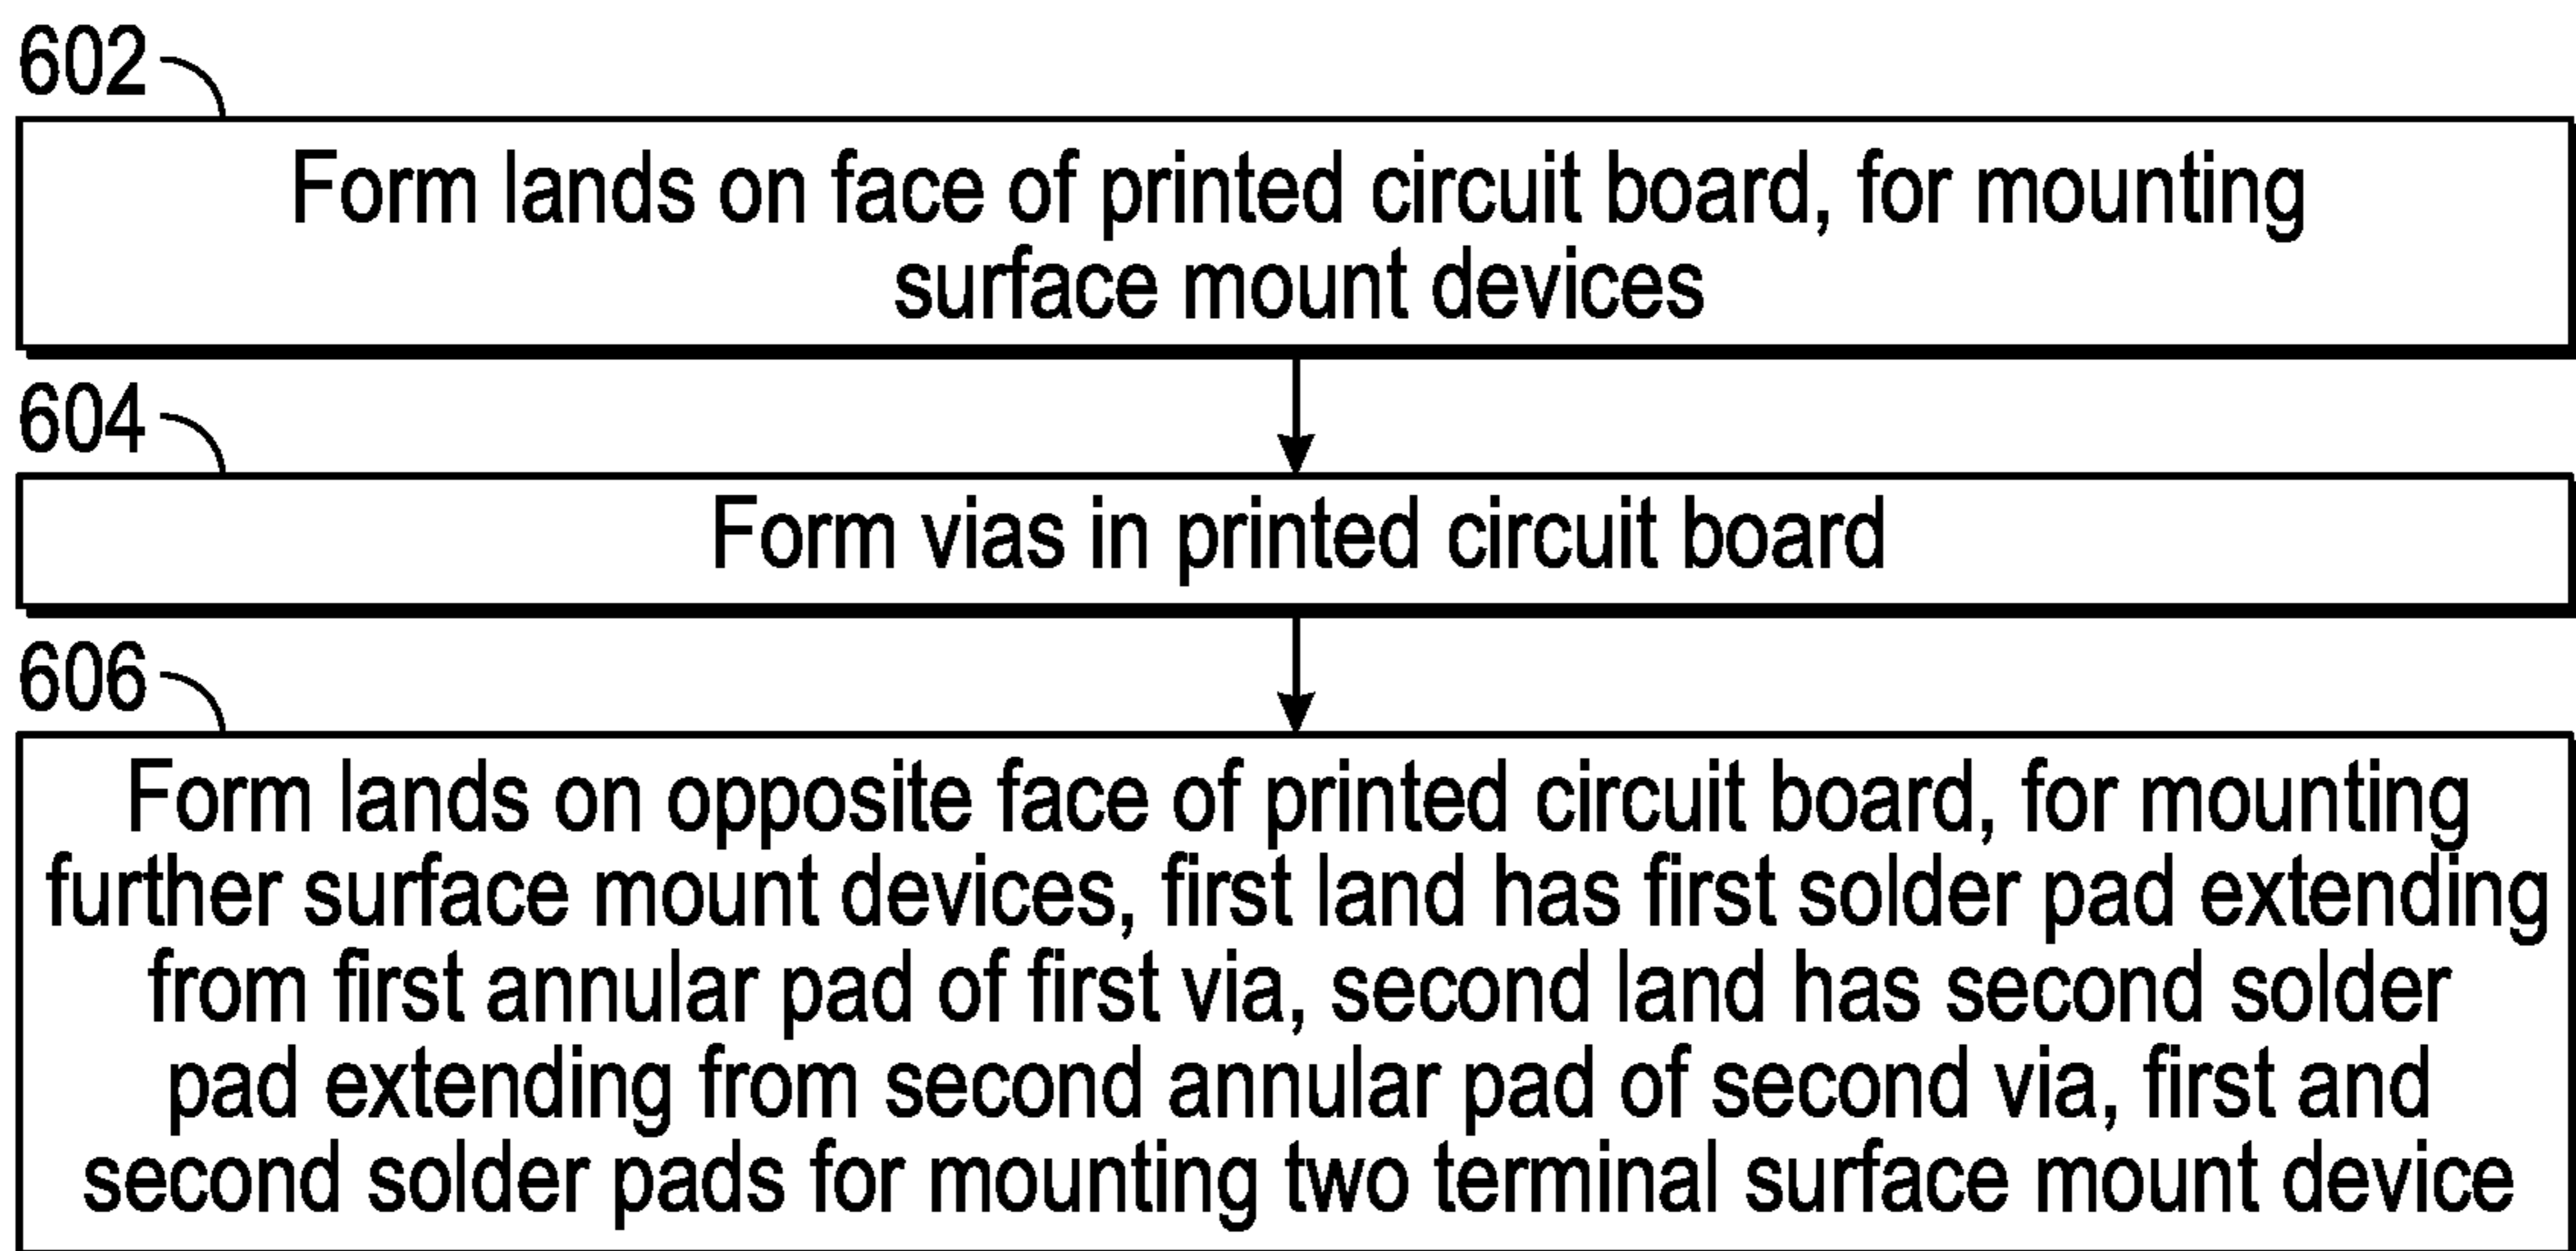 602
Form lands on face of printed circuit board, for mounting
surface mount devices
604
Form vias in printed circuit board
606
Form lands on opposite face of printed circuit board, for mounting
further surface mount devices, first land has first solder pad extending
from first annular pad of first via, second land has second solder
pad extending from second annular pad of second via, first and
second solder pads for mounting two terminal surface mount device